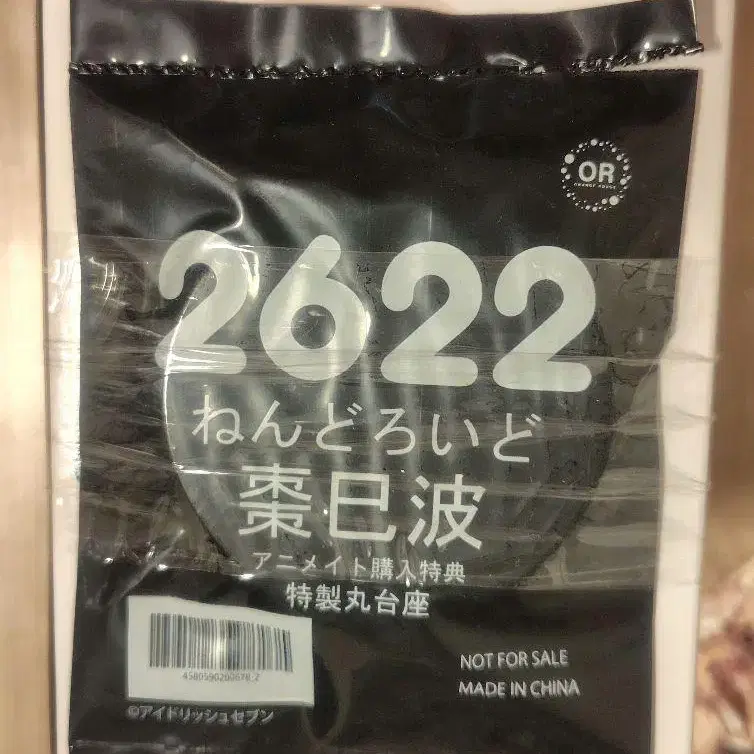 OR
ORANGE ROUGE
2622
ねんどろいど
棗巳波
アニメイト購入特典
特製丸台座
NOT FOR SALE
MADE IN CHINA
©アイドリッシュセブン